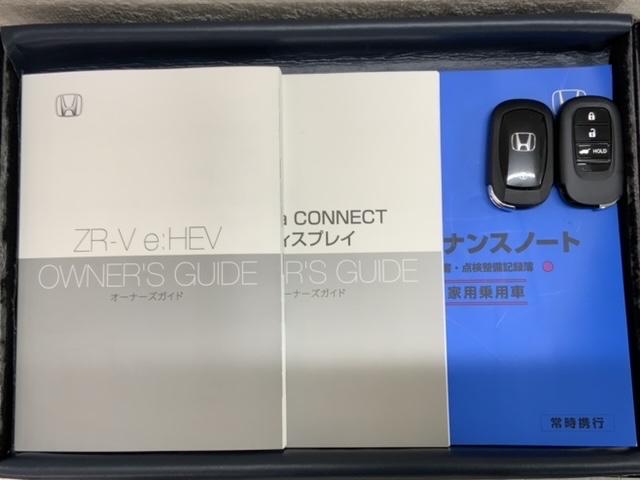 ZR-V e:HEV
OWNER'S GUIDE
オーナーズガイド
CONNECT
ィスプレイ
R'S GUIDE
ーナーズガイド
ナンスノート
・点検整備記録簿
家用乗用車
常時携行
HOLD